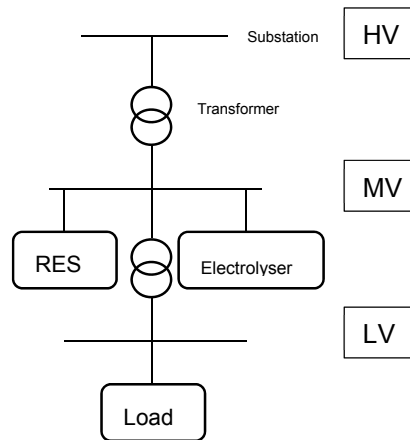 Substation
HV
Transformer
MV
RES
Electrolyser
LV
Load